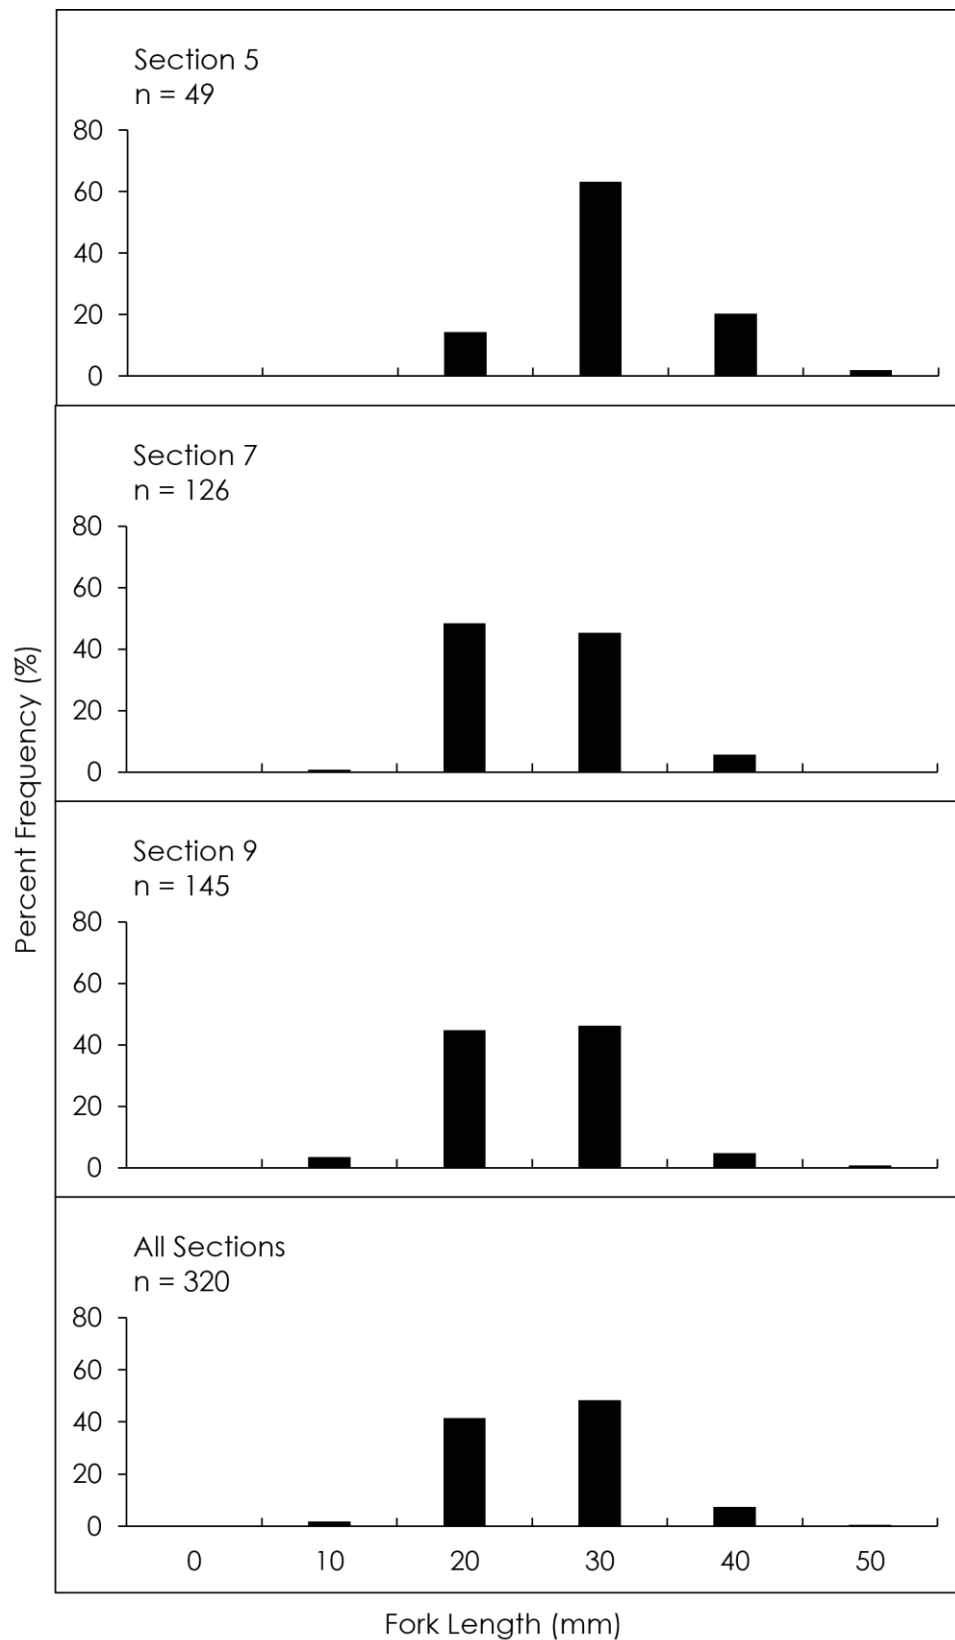 Section 5
n = 49
80
60
40
20
0
Section 7
n = 126
80
60
40
20
0
Section 9
n = 145
80
60
40
20
0
All Sections
n = 320
80
60
40
20
0
0 10 20 30 40 50
Fork Length (mm)
Percent Frequency (%)